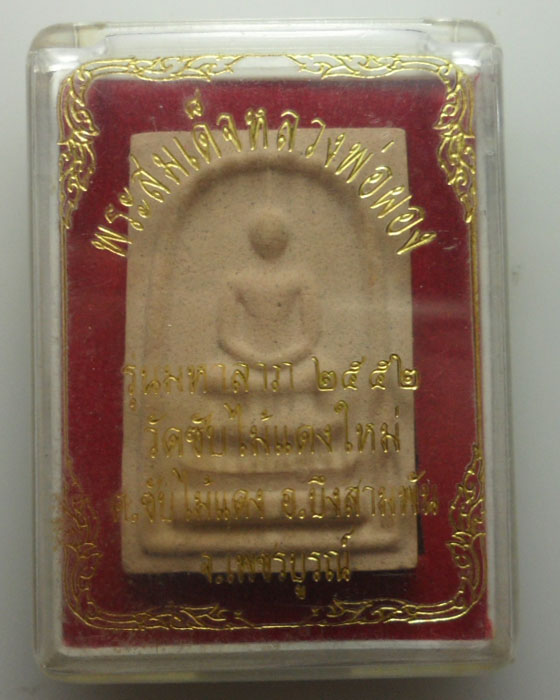 พระสมเด็จหลวงพ่อผอง
รุ่นมหาลาภ ๒๕๕๒
วัดซับไม้แดงใหม่
ต.ซับไม้แดง อ.บึงสามพัน
จ.เพชรบูรณ์